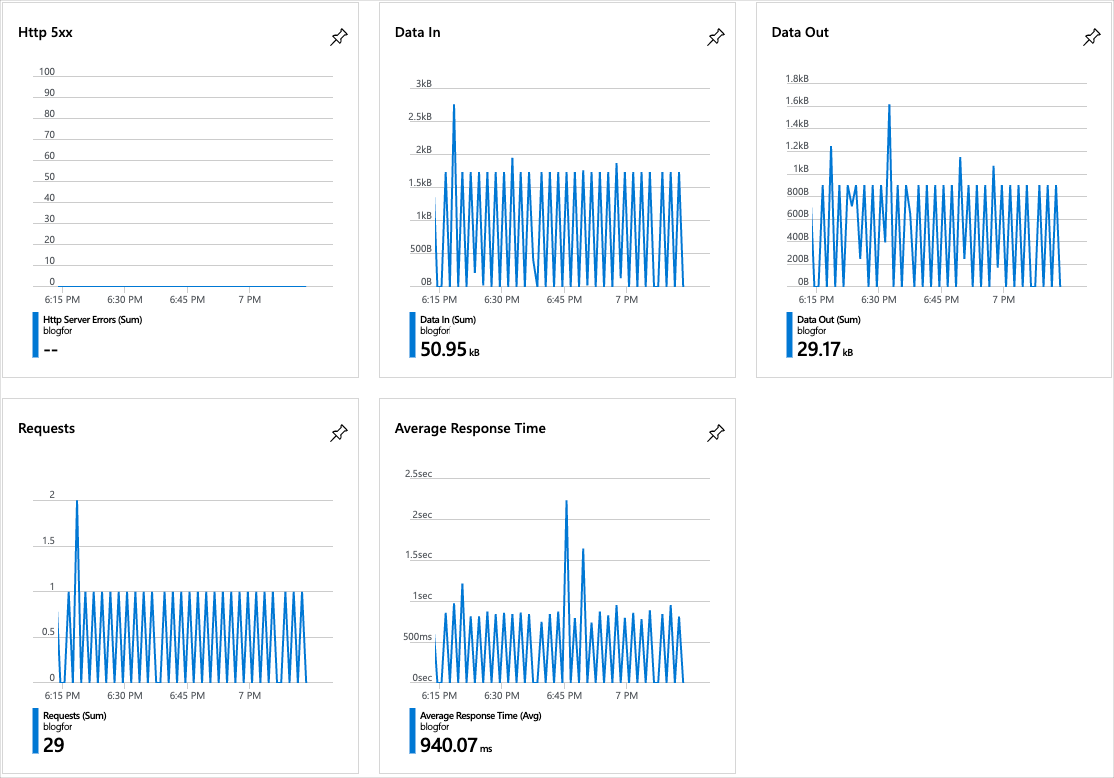 Http 5xx
100
90
80
70
60
50
40
30
20
10
0
6:15 PM 6:30 PM 6:45 PM 7 PM
Http Server Errors (Sum)
blogfor
--
Data In
3kB
2.5kB
2kB
1.5kB
1kB
500B
0B
6:15 PM 6:30 PM 6:45 PM 7 PM
Data In (Sum)
blogfor
50.95 kB
Data Out
1.8kB
1.6kB
1.4kB
1.2kB
1kB
800B
600B
400B
200B
0B
6:15 PM 6:30 PM 6:45 PM 7 PM
Data Out (Sum)
blogfor
29.17 kB
Requests
2
1.5
1
0.5
0
6:15 PM 6:30 PM 6:45 PM 7 PM
Requests (Sum)
blogfor
29
Average Response Time
2.5sec
2sec
1.5sec
1sec
500ms
0sec
6:15 PM 6:30 PM 6:45 PM 7 PM
Average Response Time (Avg)
blogfor
940.07 ms